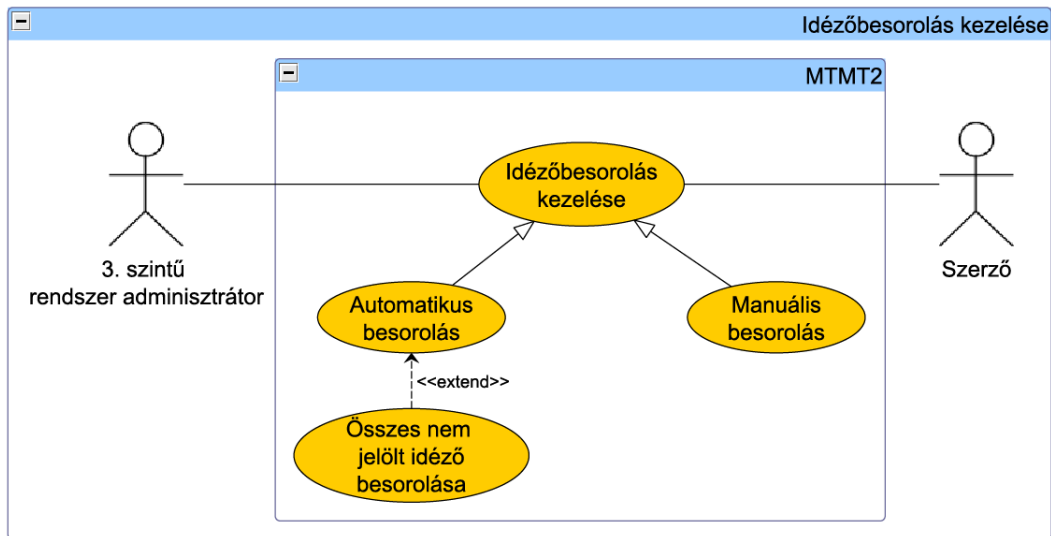 Idézőbesorolás kezelése
MTMT2
Idézőbesorolás
kezelése
3. szintű
rendszer adminisztrátor
Szerző
Automatikus
besorolás
Manuális
besorolás
<<extend>>
Összes nem
jelölt idéző
besorolása